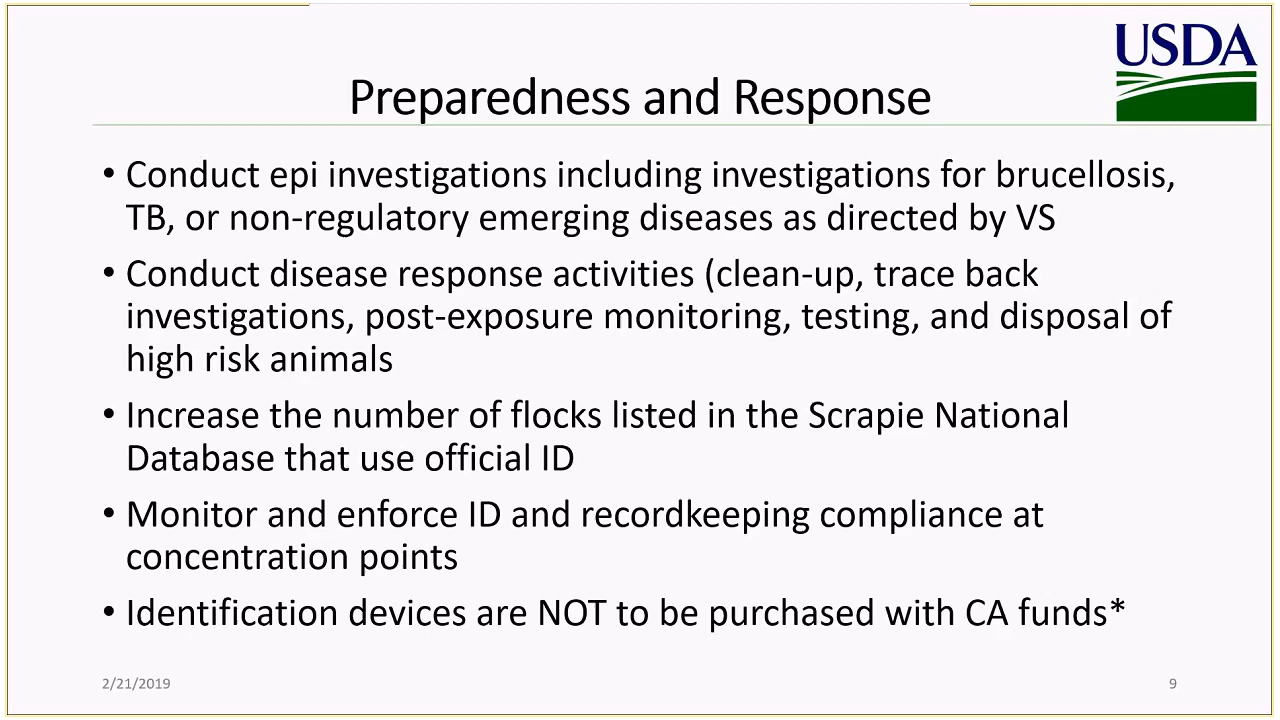 USDA
Preparedness and Response
• Conduct epi investigations including investigations for brucellosis,
TB, or non-regulatory emerging diseases as directed by VS
• Conduct disease response activities (clean-up, trace back
investigations, post-exposure monitoring, testing, and disposal of
high risk animals
• Increase the number of flocks listed in the Scrapie National
Database that use official ID
• Monitor and enforce ID and recordkeeping compliance at
concentration points
• Identification devices are NOT to be purchased with CA funds*
2/21/2019
9